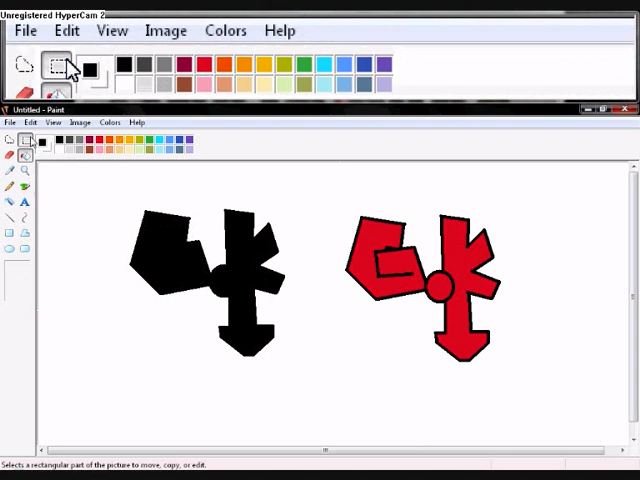 Unregistered HyperCam 2
File Edit View Image Colors Help
Untitled - Paint
File Edit View Image Colors Help
A
Selects a rectangular part of the picture to move, copy, or edit.